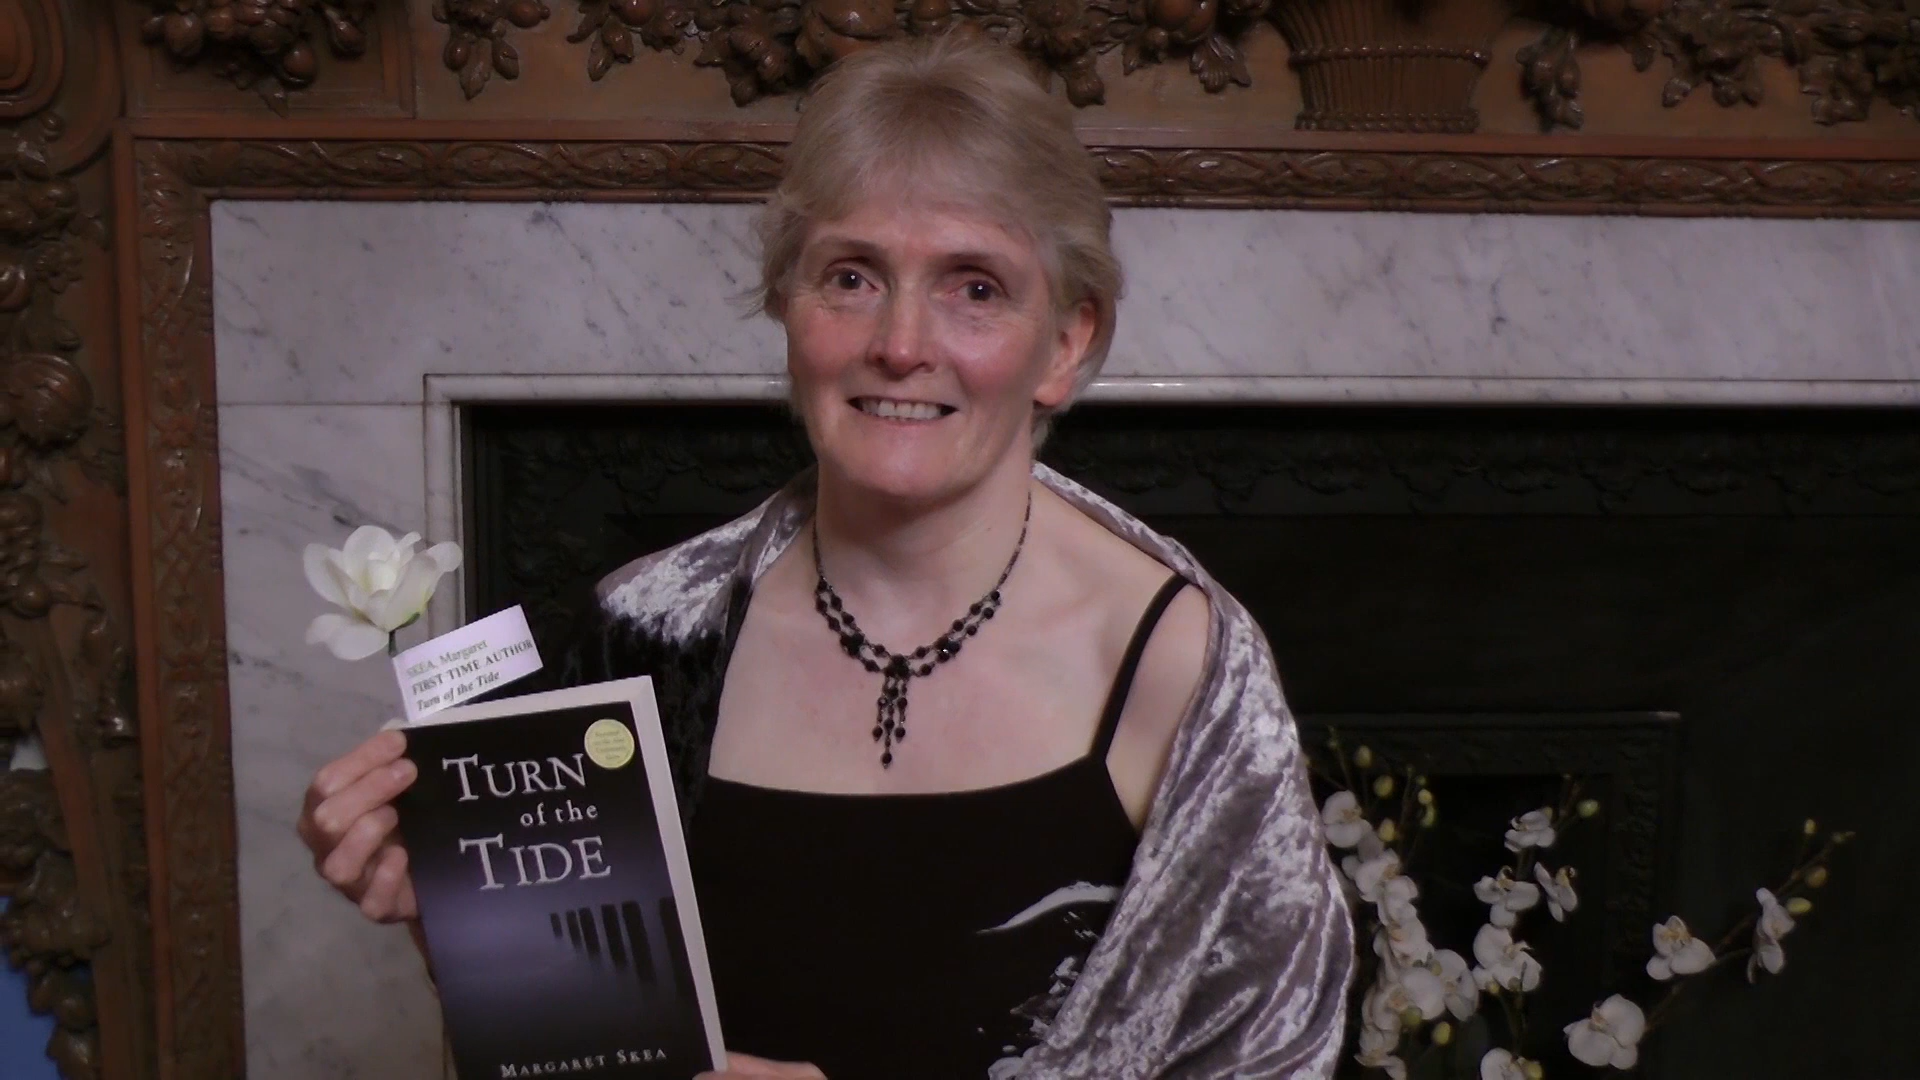 SKEA, Margaret
FIRST TIME AUTHOR
Turn of the Tide
TURN
of the
TIDE
MARGARET SKEA